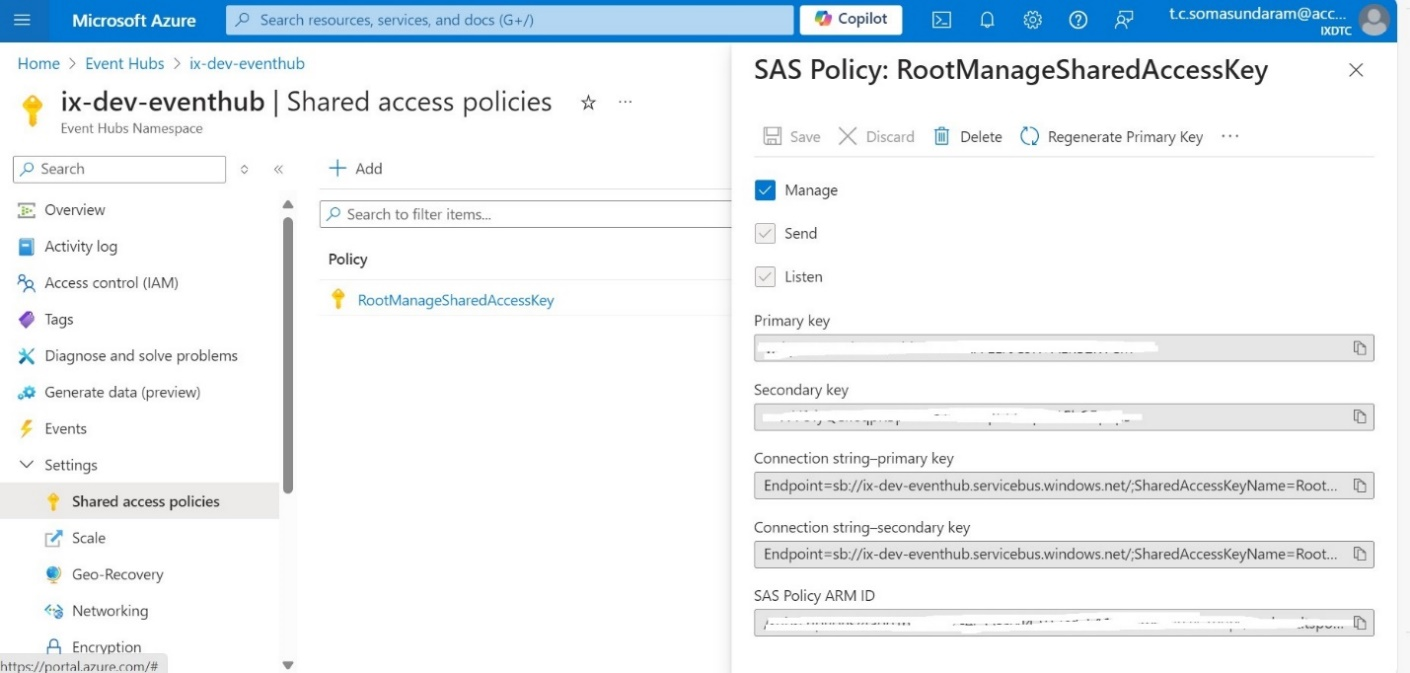 Microsoft Azure
Search resources, services, and docs (G+/)
Copilot
t.c.somasundaram@acc...
IXDTC
Home > Event Hubs > ix-dev-eventhub
ix-dev-eventhub | Shared access policies
Event Hubs Namespace
Search
Overview
Activity log
Access control (IAM)
Tags
Diagnose and solve problems
Generate data (preview)
Events
Settings
Shared access policies
Scale
Geo-Recovery
Networking
Encryption
https://portal.azure.com/#
Add
Search to filter items...
Policy
RootManageSharedAccessKey
SAS Policy: RootManageSharedAccessKey
Save Discard Delete Regenerate Primary Key ...
Manage
Send
Listen
Primary key
Secondary key
Connection string–primary key
Endpoint=sb://ix-dev-eventhub.servicebus.windows.net/;SharedAccessKeyName=Root...
Connection string–secondary key
Endpoint=sb://ix-dev-eventhub.servicebus.windows.net/;SharedAccessKeyName=Root...
SAS Policy ARM ID